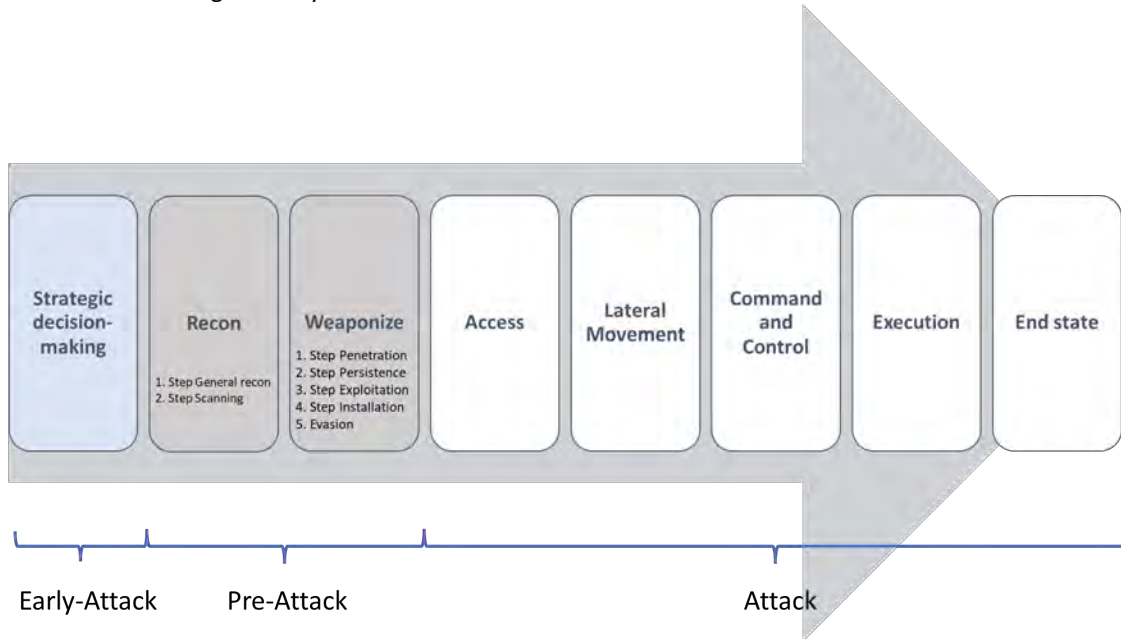 Strategic
decision-
making
Recon
1. Step General recon
2. Step Scanning
Weaponize
1. Step Penetration
2. Step Persistence
3. Step Exploitation
4. Step Installation
5. Evasion
Access
Lateral
Movement
Command
and
Control
Execution
End state
Early-Attack
Pre-Attack
Attack